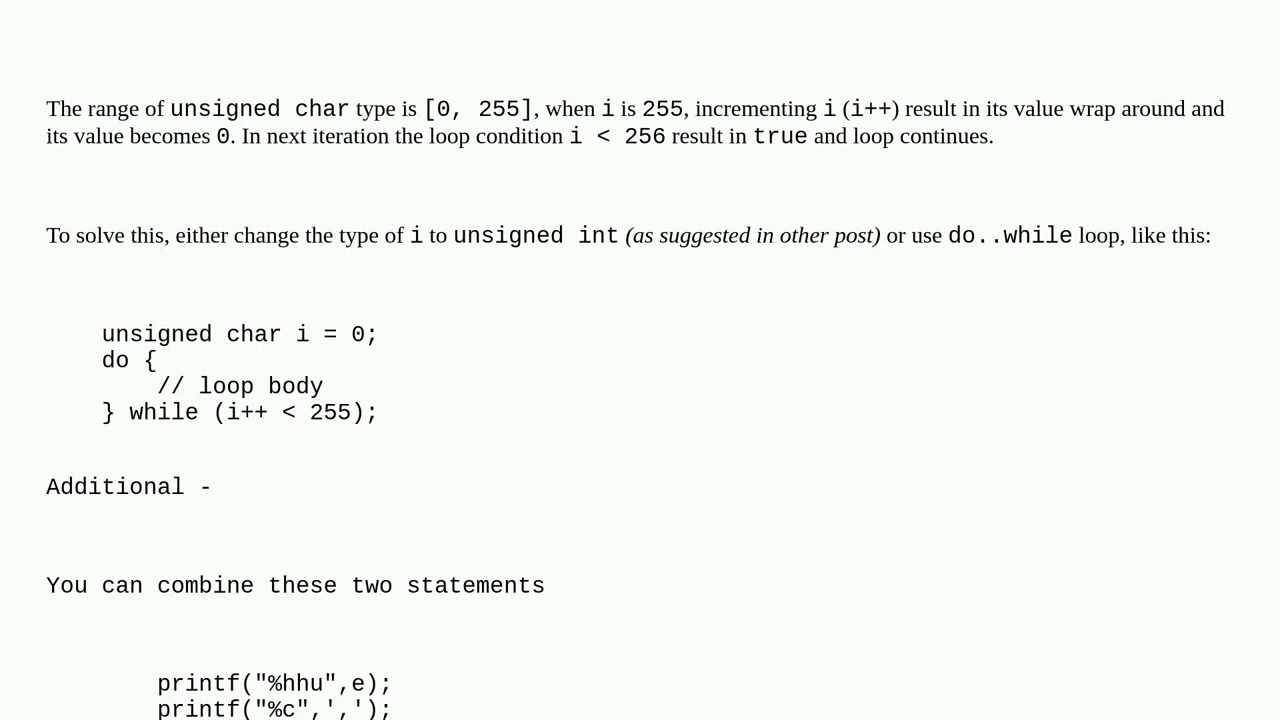 The range of unsigned char type is [0, 255], when i is 255, incrementing i (i++) result in its value wrap around and
its value becomes 0. In next iteration the loop condition i < 256 result in true and loop continues.
To solve this, either change the type of i to unsigned int (as suggested in other post) or use do..while loop, like this:
unsigned char i = 0;
do {
// loop body
} while (i++ < 255);
Additional -
You can combine these two statements
printf("%hhu",e);
printf("%c",',');